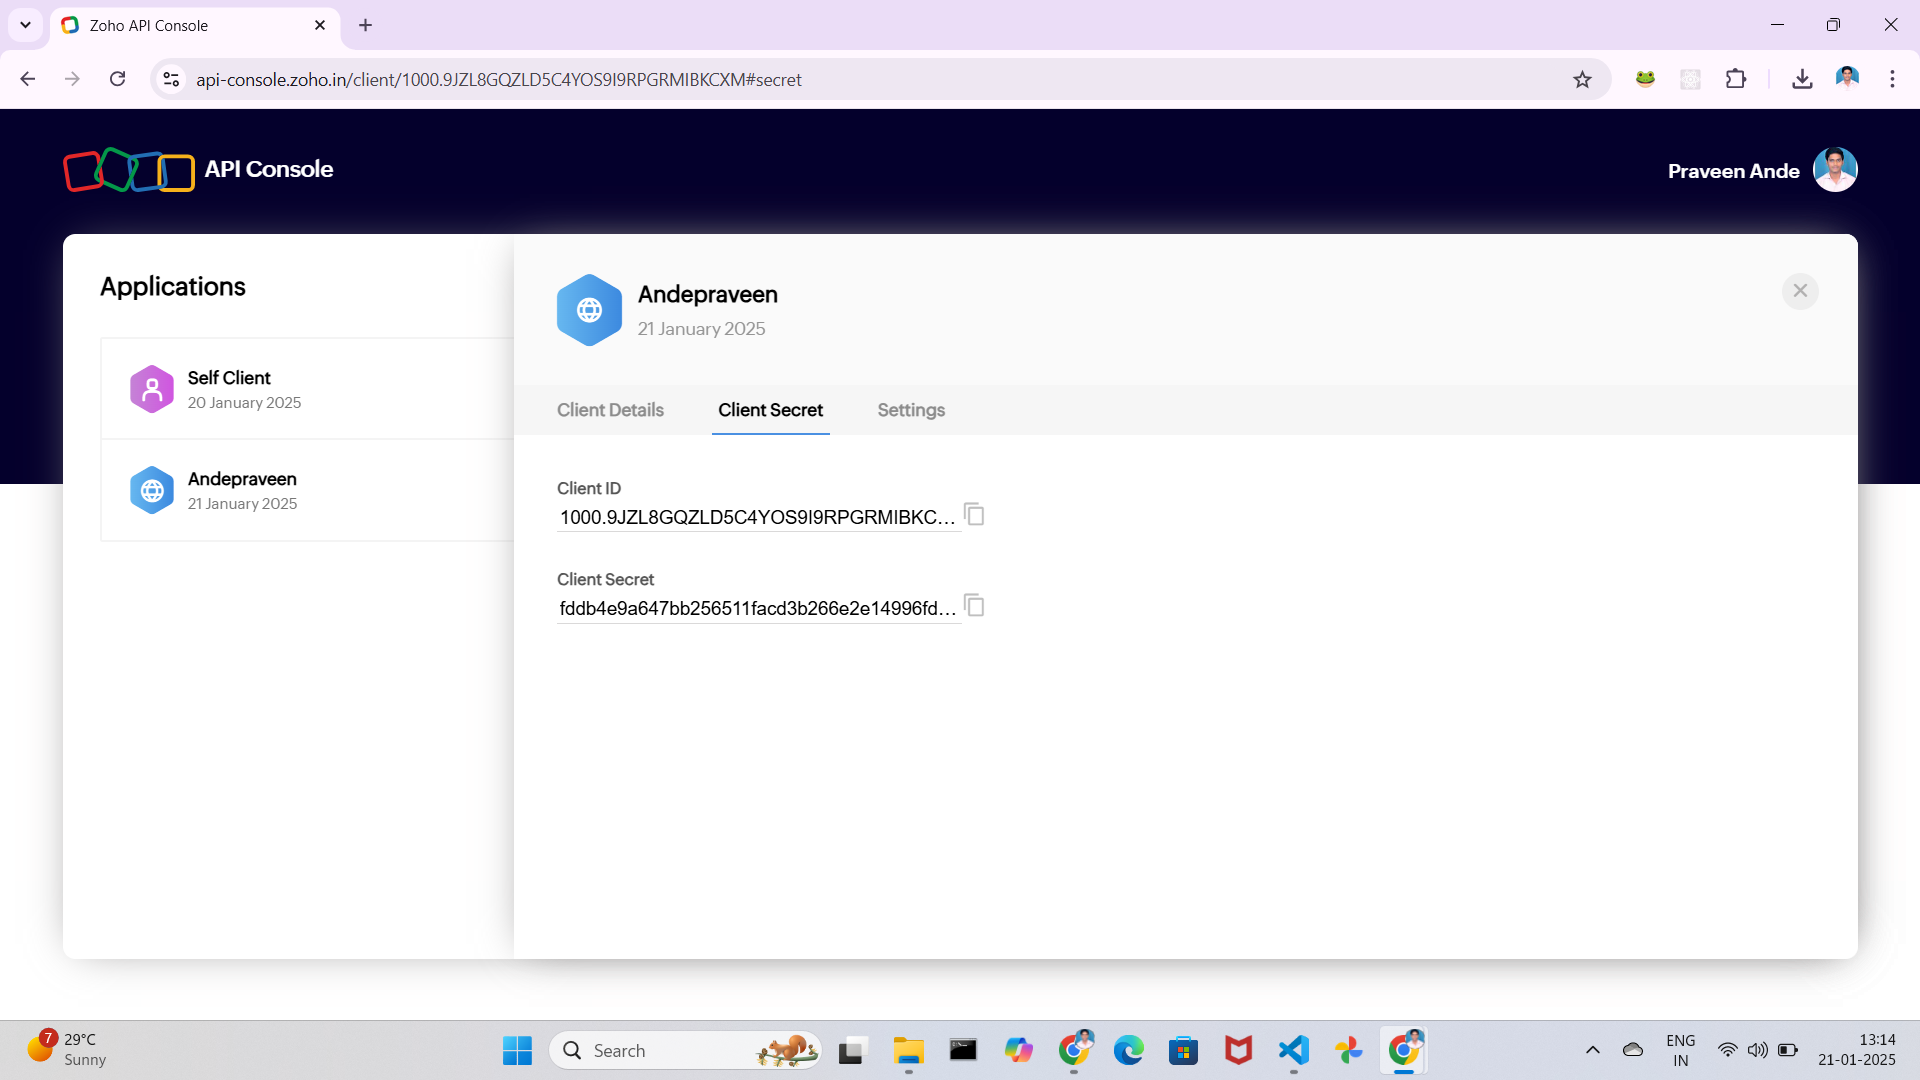 Zoho API Console
api-console.zoho.in/client/1000.9JZL8GQZLD5C4YOS9I9RPGRMIBKCXM#secret
API Console
Praveen Ande
Applications
Self Client
20 January 2025
Andepraveen
21 January 2025
Andepraveen
21 January 2025
Client Details
Client Secret
Settings
Client ID
1000.9JZL8GQZLD5C4YOS9I9RPGRMIBKC...
Client Secret
fddb4e9a647bb256511facd3b266e2e14996fd...
7
29°C
Sunny
Search
ENG
IN
13:14
21-01-2025